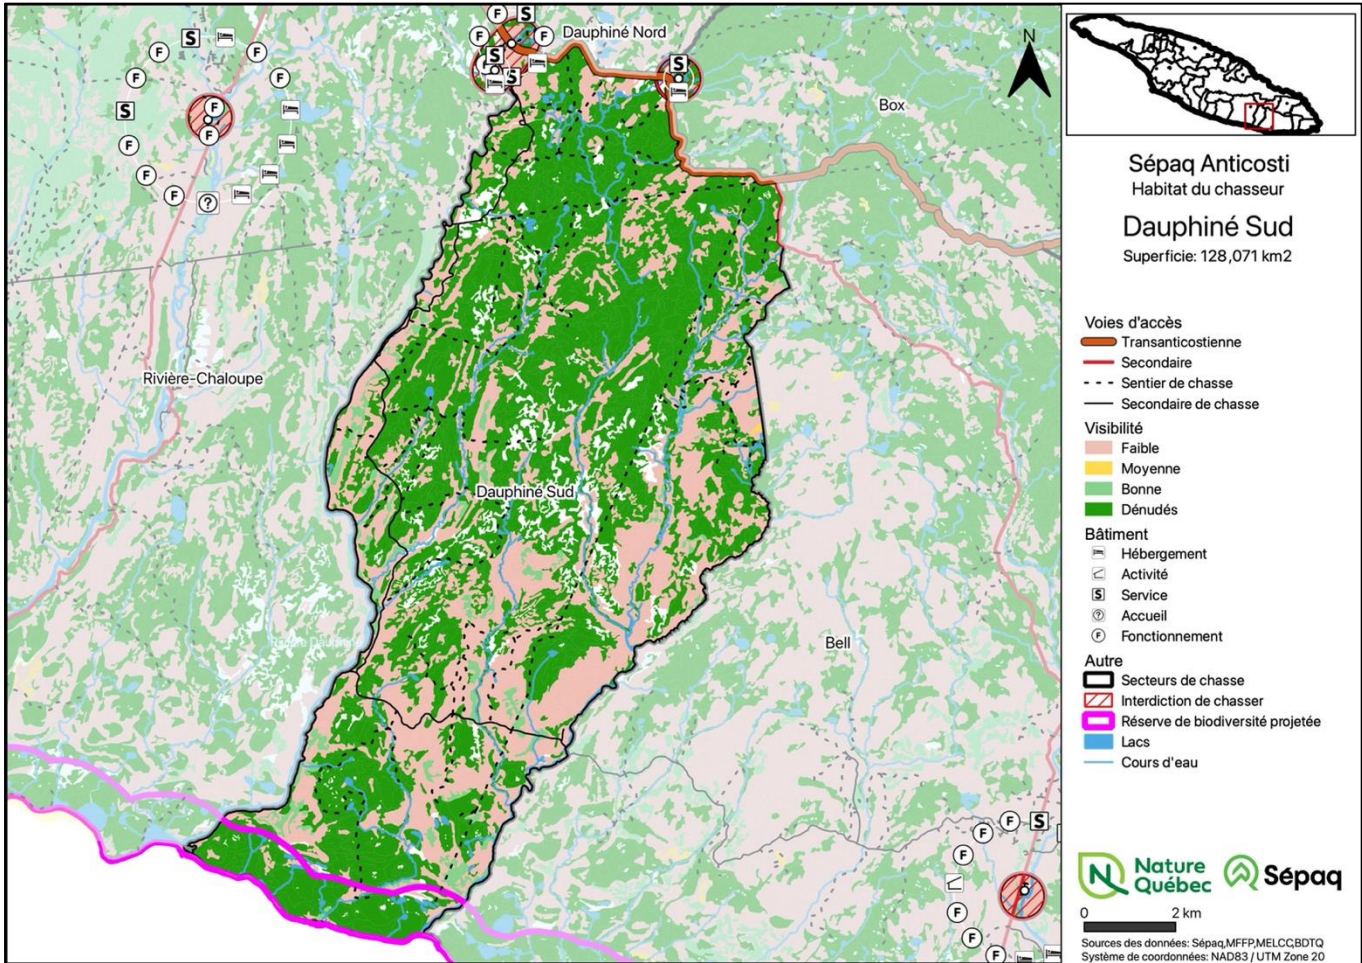 Dauphiné Nord
Box
Rivière-Chaloupe
Dauphiné Sud
Bell
S
S
F
F
F
F
F
F
F
F
F
F
?
F
F
F
S
S
S
S
F
F
S
F
F
F
F
N
Sépaq Anticosti
Habitat du chasseur
Dauphiné Sud
Superficie: 128,071 km2
Voies d'accès
Transanticostienne
Secondaire
Sentier de chasse
Secondaire de chasse
Visibilité
Faible
Moyenne
Bonne
Dénudés
Bâtiment
Hébergement
Activité
S Service
? Accueil
F Fonctionnement
Autre
Secteurs de chasse
Interdiction de chasser
Réserve de biodiversité projetée
Lacs
Cours d'eau
Nature
Québec
Sépaq
0 2 km
Sources des données: Sépaq,MFFP,MELCC,BDTQ
Système de coordonnées: NAD83 / UTM Zone 20